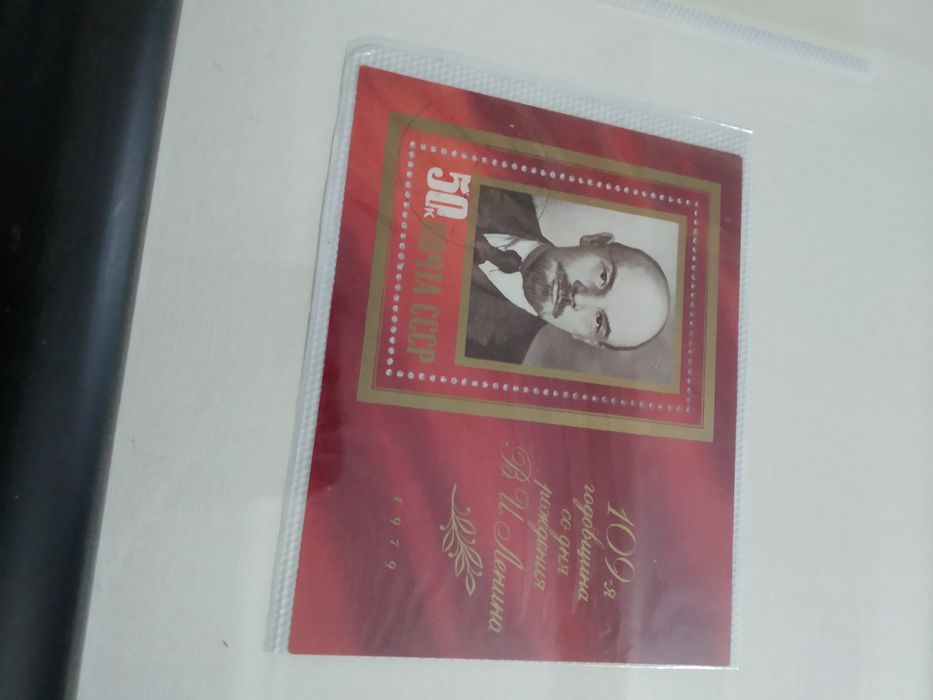 50К ПОЧТА СССР
109-я
годовщина
со дня
рождения
В. И. Ленина
1979